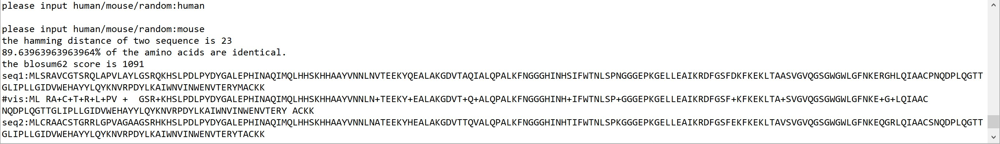 please input human/mouse/random:human
please input human/mouse/random:mouse
the hamming distance of two sequence is 23
89.63963963963964% of the amino acids are identical.
the blosum62 score is 1091
seq1:MLSRAVCGTSRQLAPVLAYLGSRQKHSLPDLPYDYGALEPHINAQIMQLHHSKHHAAYVNNLNVTEEKYQEALAKGDVTAQIALQPALKFNGGGHINHSIFWTNLSPNGGGEPKGELLEAIKRDFGSFDKFKEKLTAASVGVQGSGWGWLGFNKERGHLQIAACPNQDPLQGTT
GLIPLLGIDVWEHAYYLQYKNVRPDYLKAIWNVINWENVTERYMACKK
#vis:ML RA+C+T+R+L+PV +  GSR+KHSLPDLPYDYGALEPHINAQIMQLHHSKHHAAYVNNLN+TEEKY+EALAKGDVT+Q+ALQPALKFNGGGHINH+IFWTNLSP+GGGEPKGELLEAIKRDFGSF+KFKEKLTA+SVGVQGSGWGWLGFNKE+G+LQIAAC
NQDPLQGTTGLIPLLGIDVWEHAYYLQYKNVRPDYLKAIWNVINWENVTERY ACKK
seq2:MLCRAACSTGRRLGPVAGAAGSRHKHSLPDLPYDYGALEPHINAQIMQLHHSKHHAAYVNNLNATEEKYHEALAKGDVTTQVALQPALKFNGGGHINHTIFWTNLSPKGGGEPKGELLEAIKRDFGSFEKFKEKLTAVSVGVQGSGWGWLGFNKEQGRLQIAACSNQDPLQGTT
GLIPLLGIDVWEHAYYLQYKNVRPDYLKAIWNVINWENVTERYTACKK